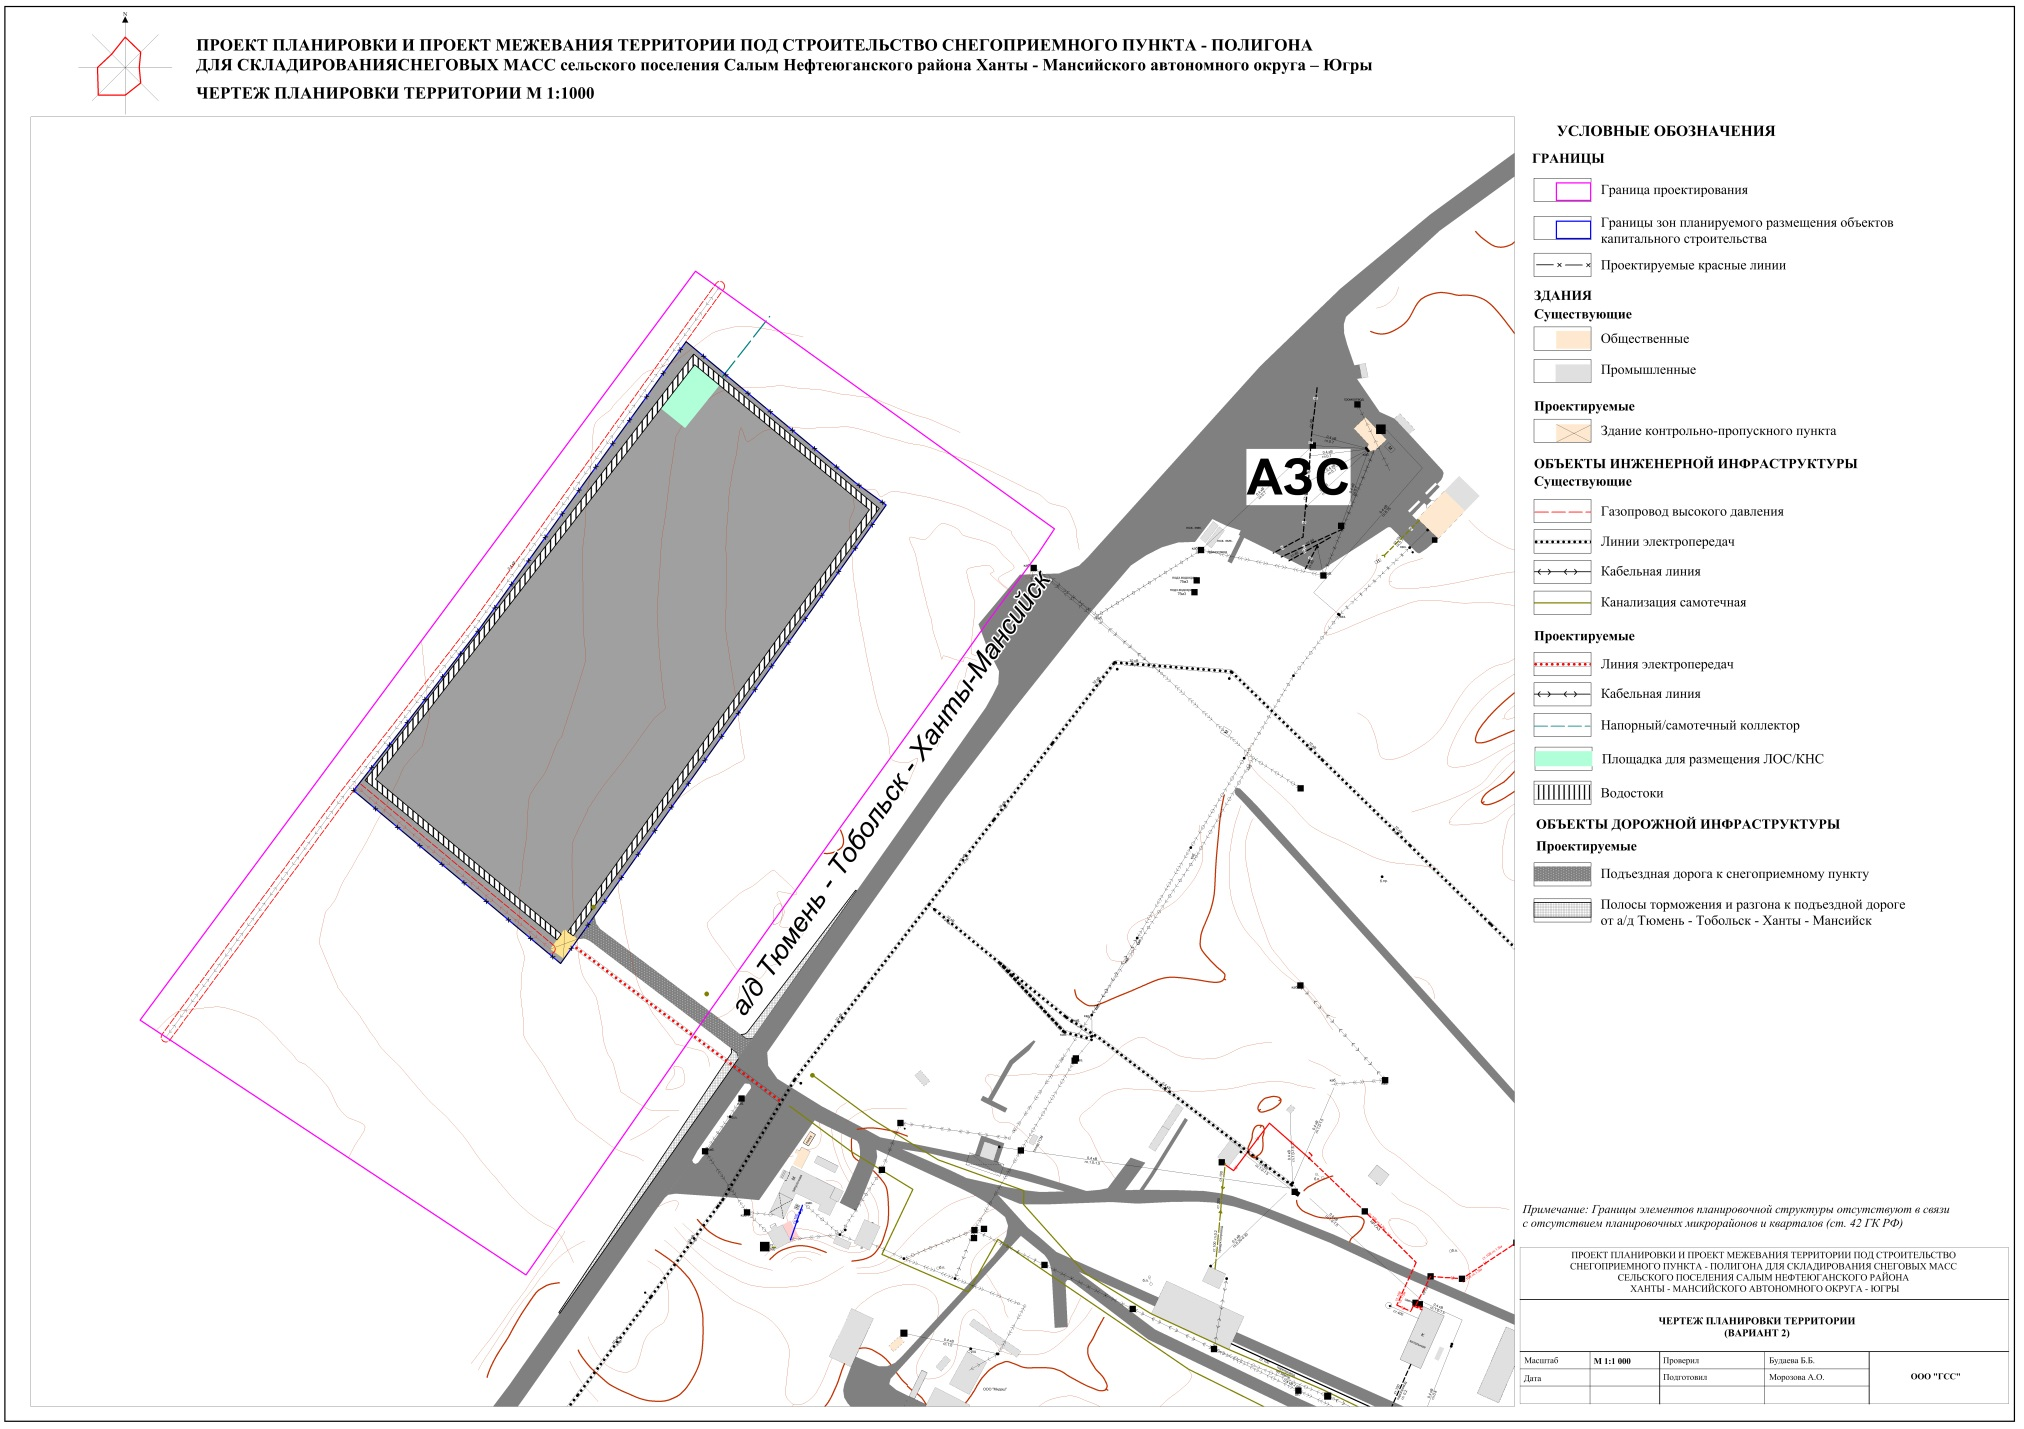 N
ПРОЕКТ ПЛАНИРОВКИ И ПРОЕКТ МЕЖЕВАНИЯ ТЕРРИТОРИИ ПОД СТРОИТЕЛЬСТВО СНЕГОПРИЕМНОГО ПУНКТА - ПОЛИГОНА
ДЛЯ СКЛАДИРОВАНИЯСНЕГОВЫХ МАСС сельского поселения Салым Нефтеюганского района Ханты - Мансийского автономного округа – Югры
ЧЕРТЕЖ ПЛАНИРОВКИ ТЕРРИТОРИИ М 1:1000
АЗС
а/д Тюмень - Тобольск - Ханты-Мансийск
УСЛОВНЫЕ ОБОЗНАЧЕНИЯ
ГРАНИЦЫ
Граница проектирования
Границы зон планируемого размещения объектов
капитального строительства
Проектируемые красные линии
ЗДАНИЯ
Существующие
Общественные
Промышленные
Проектируемые
Здание контрольно-пропускного пункта
ОБЪЕКТЫ ИНЖЕНЕРНОЙ ИНФРАСТРУКТУРЫ
Существующие
Газопровод высокого давления
Линии электропередач
Кабельная линия
Канализация самотечная
Проектируемые
Линия электропередач
Кабельная линия
Напорный/самотечный коллектор
Площадка для размещения ЛОС/КНС
Водостоки
ОБЪЕКТЫ ДОРОЖНОЙ ИНФРАСТРУКТУРЫ
Проектируемые
Подъездная дорога к снегоприемному пункту
Полосы торможения и разгона к подъездной дороге
от а/д Тюмень - Тобольск - Ханты - Мансийск
Примечание: Границы элементов планировочной структуры отсутствуют в связи
с отсутствием планировочных микрорайонов и кварталов (ст. 42 ГК РФ)
ПРОЕКТ ПЛАНИРОВКИ И ПРОЕКТ МЕЖЕВАНИЯ ТЕРРИТОРИИ ПОД СТРОИТЕЛЬСТВО
СНЕГОПРИЕМНОГО ПУНКТА - ПОЛИГОНА ДЛЯ СКЛАДИРОВАНИЯ СНЕГОВЫХ МАСС
СЕЛЬСКОГО ПОСЕЛЕНИЯ САЛЫМ НЕФТЕЮГАНСКОГО РАЙОНА
ХАНТЫ - МАНСИЙСКОГО АВТОНОМНОГО ОКРУГА - ЮГРЫ
ЧЕРТЕЖ ПЛАНИРОВКИ ТЕРРИТОРИИ
(ВАРИАНТ 2)
Масштаб М 1:1 000 Проверил Будаева Б.Б.
Дата Подготовил Морозова А.О.
ООО "ГСС"